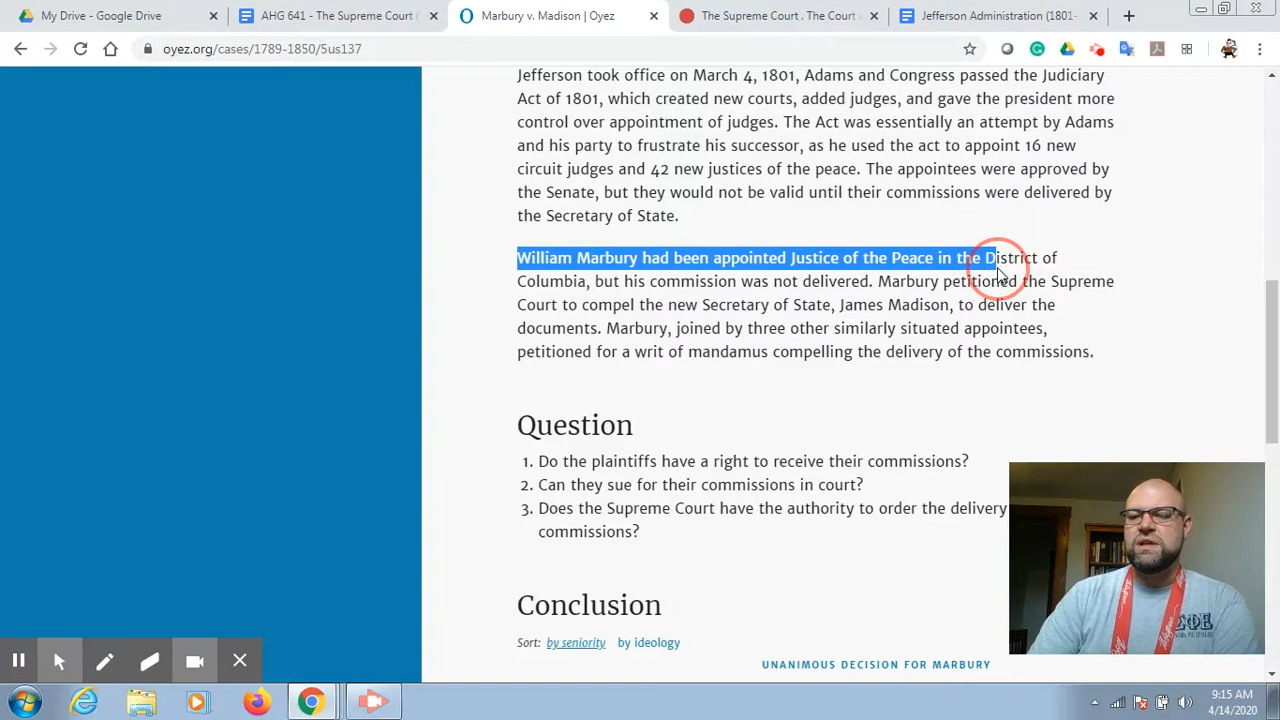 My Drive - Google Drive
AHG 641 - The Supreme Court (
Marbury v. Madison | Oyez
The Supreme Court . The Court a
Jefferson Administration (1801-
oyez.org/cases/1789-1850/5us137
Jefferson took office on March 4, 1801, Adams and Congress passed the Judiciary
Act of 1801, which created new courts, added judges, and gave the president more
control over appointment of judges. The Act was essentially an attempt by Adams
and his party to frustrate his successor, as he used the act to appoint 16 new
circuit judges and 42 new justices of the peace. The appointees were approved by
the Senate, but they would not be valid until their commissions were delivered by
the Secretary of State.
William Marbury had been appointed Justice of the Peace in the District of
Columbia, but his commission was not delivered. Marbury petitioned the Supreme
Court to compel the new Secretary of State, James Madison, to deliver the
documents. Marbury, joined by three other similarly situated appointees,
petitioned for a writ of mandamus compelling the delivery of the commissions.
Question
1. Do the plaintiffs have a right to receive their commissions?
2. Can they sue for their commissions in court?
3. Does the Supreme Court have the authority to order the delivery
commissions?
Conclusion
Sort: by seniority by ideology
UNANIMOUS DECISION FOR MARBURY
ΣΦΕ
9:15 AM
4/14/2020